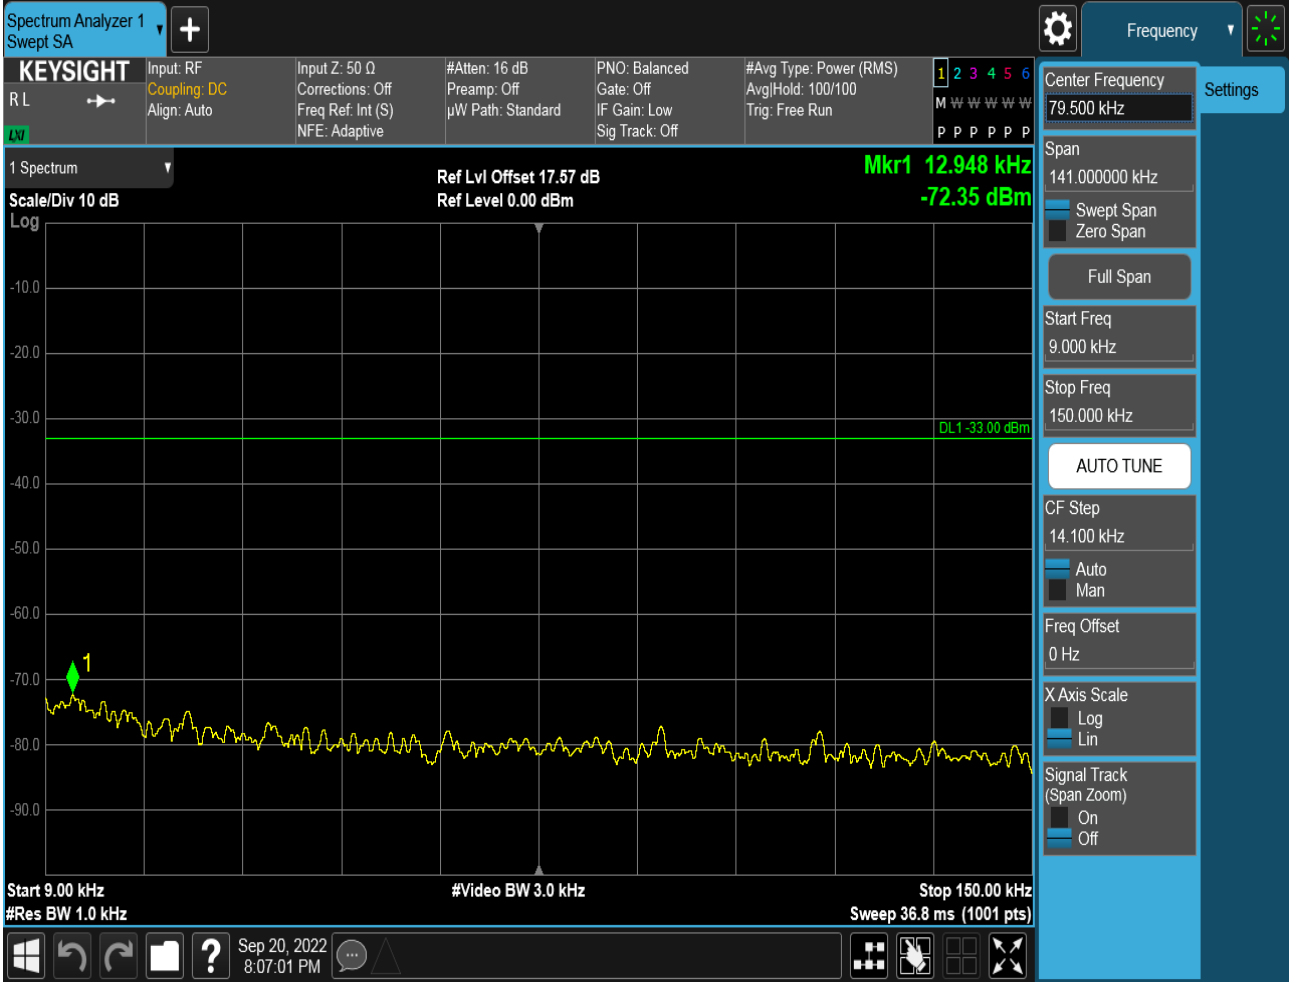 Spectrum Analyzer 1
Swept SA
Frequency
KEYSIGHT
R L
LXI
Input: RF
Coupling: DC
Align: Auto
Input Z: 50 Ω
Corrections: Off
Freq Ref: Int (S)
NFE: Adaptive
#Atten: 16 dB
Preamp: Off
µW Path: Standard
PNO: Balanced
Gate: Off
IF Gain: Low
Sig Track: Off
#Avg Type: Power (RMS)
Avg|Hold: 100/100
Trig: Free Run
1 2 3 4 5 6
M W W W W W
P P P P P P
1 Spectrum
Scale/Div 10 dB
Log
Ref Lvl Offset 17.57 dB
Ref Level 0.00 dBm
Mkr1 12.948 kHz
-72.35 dBm
-10.0
-20.0
-30.0
DL1 -33.00 dBm
-40.0
-50.0
-60.0
1
-70.0
-80.0
-90.0
Start 9.00 kHz
#Res BW 1.0 kHz
#Video BW 3.0 kHz
Stop 150.00 kHz
Sweep 36.8 ms (1001 pts)
Center Frequency
79.500 kHz
Settings
Span
141.000000 kHz
Swept Span
Zero Span
Full Span
Start Freq
9.000 kHz
Stop Freq
150.000 kHz
AUTO TUNE
CF Step
14.100 kHz
Auto
Man
Freq Offset
0 Hz
X Axis Scale
Log
Lin
Signal Track
(Span Zoom)
On
Off
?
Sep 20, 2022
8:07:01 PM